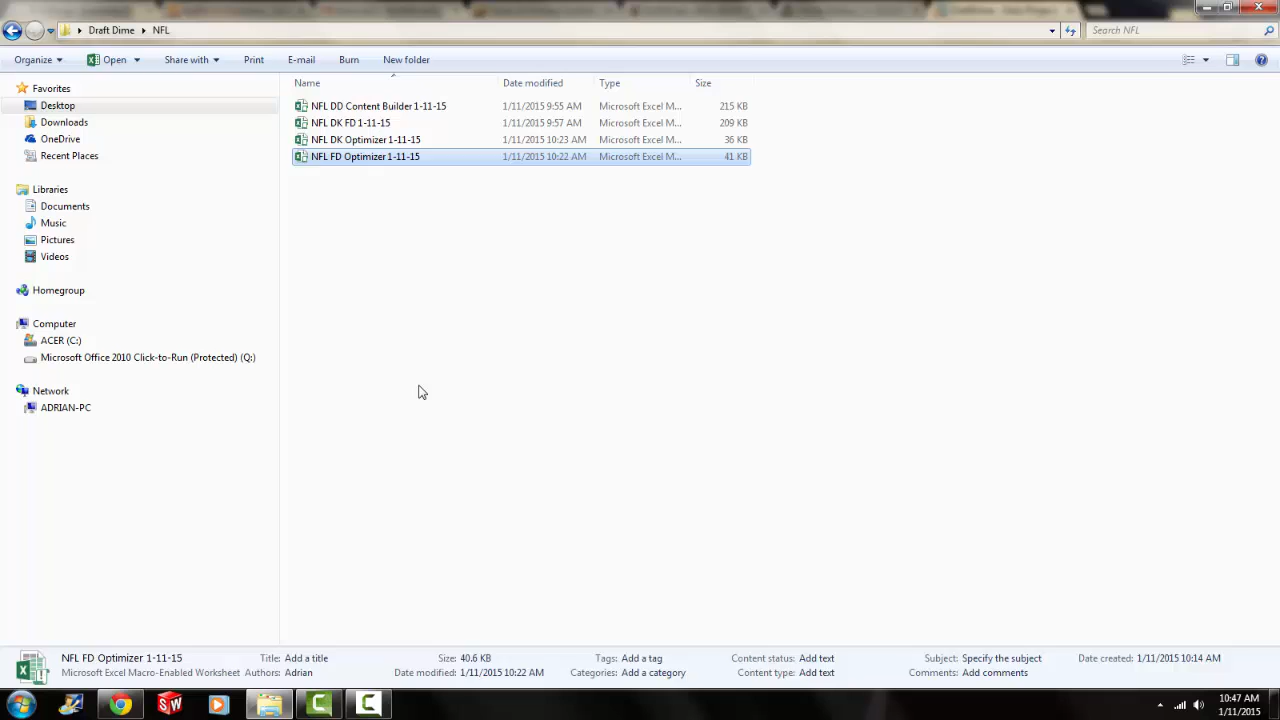 Draft Dime ▸ NFL
Search NFL
Organize
Open
Share with
Print
E-mail
Burn
New folder
Name
Date modified
Type
Size
Favorites
Desktop
Downloads
OneDrive
Recent Places
Libraries
Documents
Music
Pictures
Videos
Homegroup
Computer
ACER (C:)
Microsoft Office 2010 Click-to-Run (Protected) (Q:)
Network
ADRIAN-PC
NFL DD Content Builder 1-11-15 1/11/2015 9:55 AM Microsoft Excel M... 215 KB
NFL DK FD 1-11-15 1/11/2015 9:57 AM Microsoft Excel M... 209 KB
NFL DK Optimizer 1-11-15 1/11/2015 10:23 AM Microsoft Excel M... 36 KB
NFL FD Optimizer 1-11-15 1/11/2015 10:22 AM Microsoft Excel M... 41 KB
NFL FD Optimizer 1-11-15 Title: Add a title Size: 40.6 KB Tags: Add a tag Content status: Add text Subject: Specify the subject Date created: 1/11/2015 10:14 AM
Microsoft Excel Macro-Enabled Worksheet Authors: Adrian Date modified: 1/11/2015 10:22 AM Categories: Add a category Content type: Add text Comments: Add comments
10:47 AM
1/11/2015